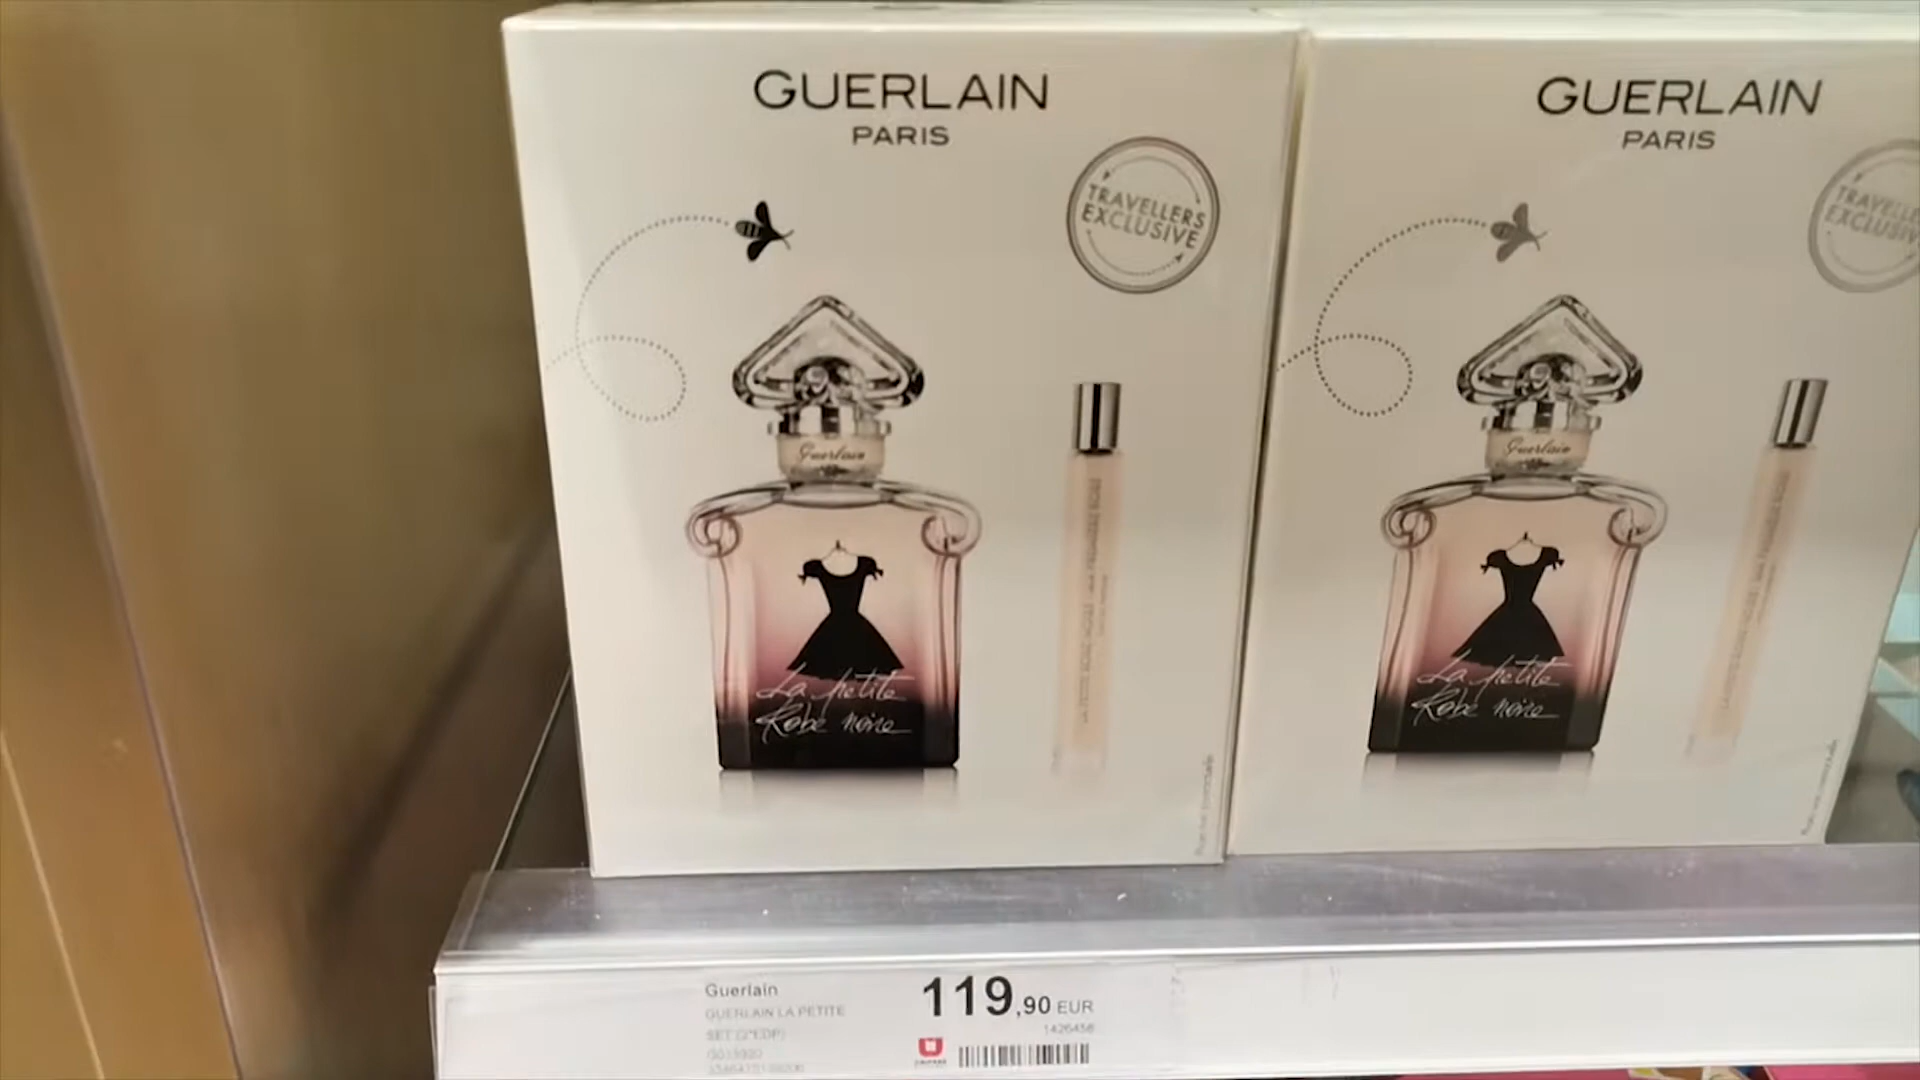 GUERLAIN
PARIS
TRAVELLERS
EXCLUSIVE
Guerlain
La petite
Robe noire
GUERLAIN
PARIS
EXCLUSIV
Guerlain
La petite
Robe noire
Guerlain
GUERLAIN LA PETITE
SET (2*EDP)
119,90 EUR
1426458